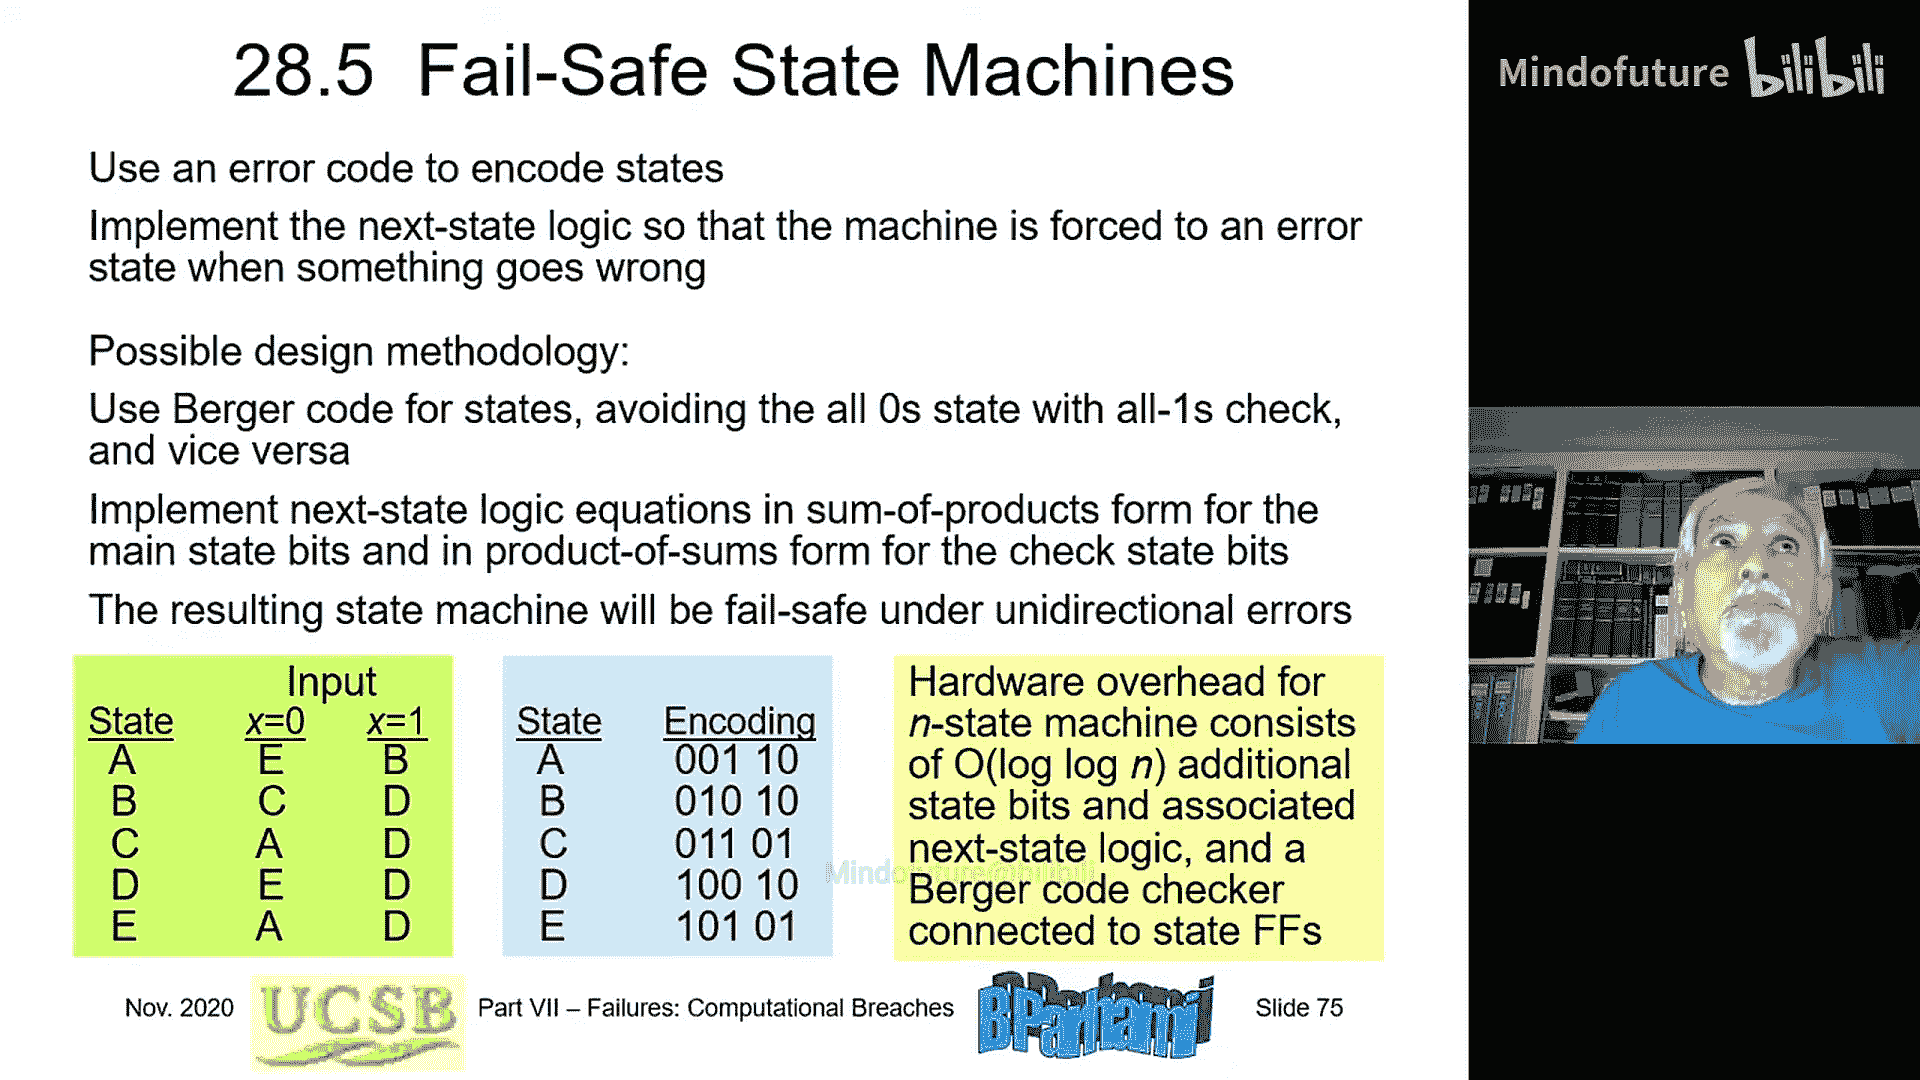 28.5 Fail-Safe State Machines
Mindofuture bilibili
Use an error code to encode states
Implement the next-state logic so that the machine is forced to an error
state when something goes wrong
Possible design methodology:
Use Berger code for states, avoiding the all 0s state with all-1s check,
and vice versa
Implement next-state logic equations in sum-of-products form for the
main state bits and in product-of-sums form for the check state bits
The resulting state machine will be fail-safe under unidirectional errors
Input
State x=0 x=1
A E B
B C D
C A D
D E D
E A D
State Encoding
A 001 10
B 010 10
C 011 01
D 100 10
E 101 01
Hardware overhead for
n-state machine consists
of O(log log n) additional
state bits and associated
next-state logic, and a
Berger code checker
connected to state FFs
Mindofuture@bilibili
Nov. 2020
UCSB
Part VII – Failures: Computational Breaches
B Parhami
Slide 75